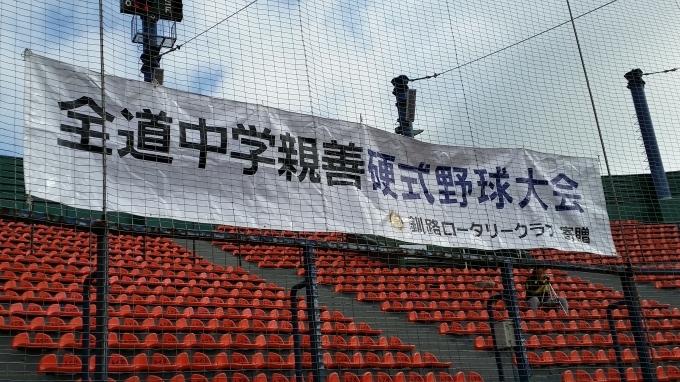 全道中学親善硬式野球大会
釧路ロータリークラブ 寄贈